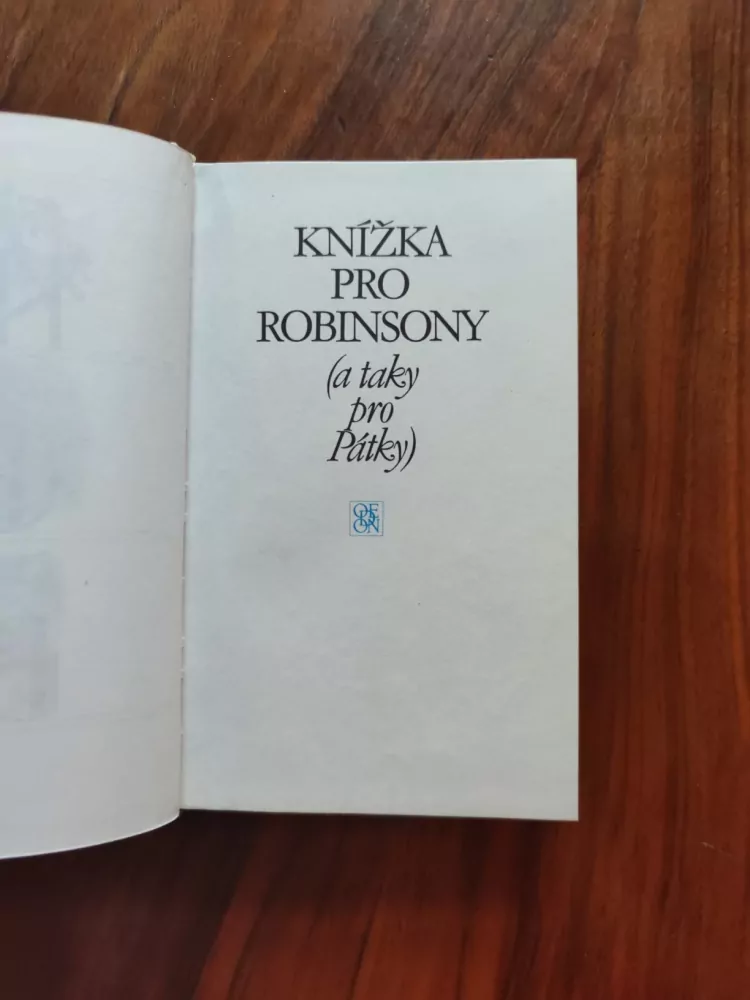 KNÍŽKA
PRO
ROBINSONY
(a taky
pro
Pátky)
ODEON